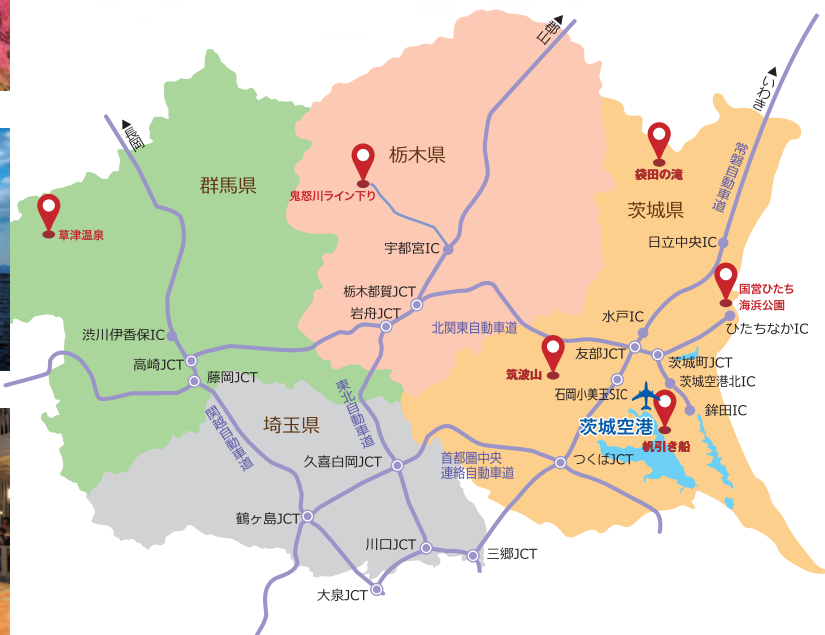 ▲郡山
▲いわき
▲長岡
栃木県
群馬県
鬼怒川ライン下り
袋田の滝
常磐自動車道
茨城県
草津温泉
宇都宮IC
日立中央IC
栃木都賀JCT
岩舟JCT
国営ひたち
海浜公園
北関東自動車道
水戸IC
ひたちなかIC
渋川伊香保IC
高崎JCT
友部JCT
茨城町JCT
藤岡JCT
筑波山
茨城空港北IC
石岡小美玉SIC
東北自動車道
関越自動車道
鉾田IC
埼玉県
茨城空港
帆引き船
久喜白岡JCT
首都圏中央
連絡自動車道
つくばJCT
鶴ヶ島JCT
川口JCT
三郷JCT
大泉JCT